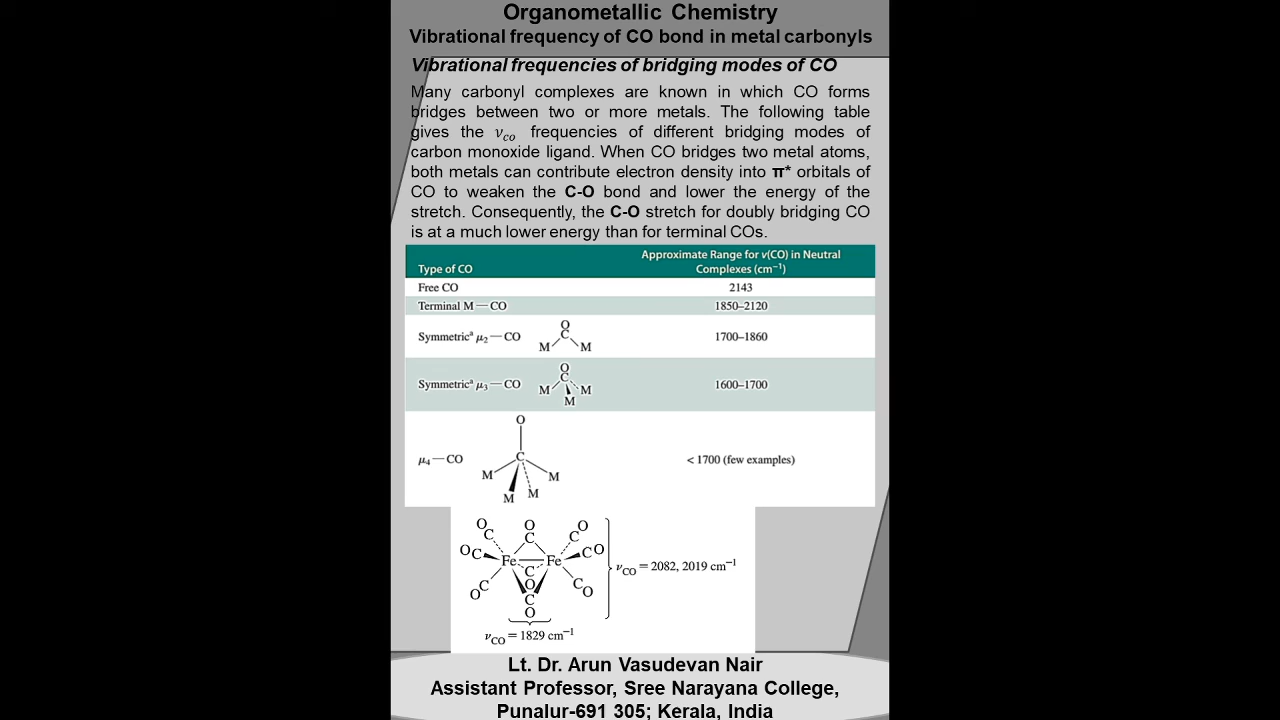 Organometallic Chemistry
Vibrational frequency of CO bond in metal carbonyls
Vibrational frequencies of bridging modes of CO
Many carbonyl complexes are known in which CO forms
bridges between two or more metals. The following table
gives the νco frequencies of different bridging modes of
carbon monoxide ligand. When CO bridges two metal atoms,
both metals can contribute electron density into π* orbitals of
CO to weaken the C-O bond and lower the energy of the
stretch. Consequently, the C-O stretch for doubly bridging CO
is at a much lower energy than for terminal COs.
Type of CO Approximate Range for ν(CO) in Neutral
Complexes (cm⁻¹)
Free CO 2143
Terminal M—CO 1850–2120
Symmetricᵃ μ₂—CO 1700–1860
O
C
M M
Symmetricᵃ μ₃—CO 1600–1700
O
C
M M
M
μ₄—CO < 1700 (few examples)
O
C
M M
M M
O O O
C C C
OC Fe Fe CO
C C C
O O O
C
O
νCO = 2082, 2019 cm⁻¹
νCO = 1829 cm⁻¹
Lt. Dr. Arun Vasudevan Nair
Assistant Professor, Sree Narayana College,
Punalur-691 305; Kerala, India